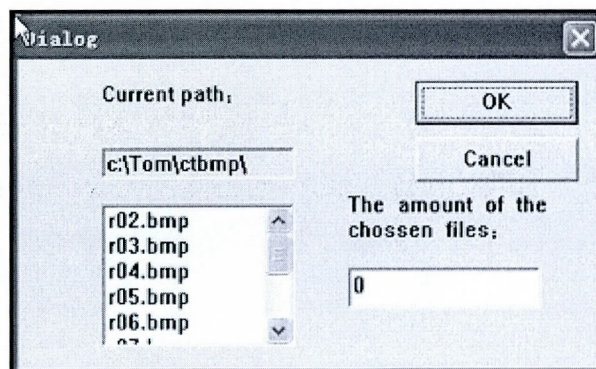 Dialog
Current path:
c:\Tom\ctbmp\
r02.bmp
r03.bmp
r04.bmp
r05.bmp
r06.bmp
OK
Cancel
The amount of the
chossen files:
0